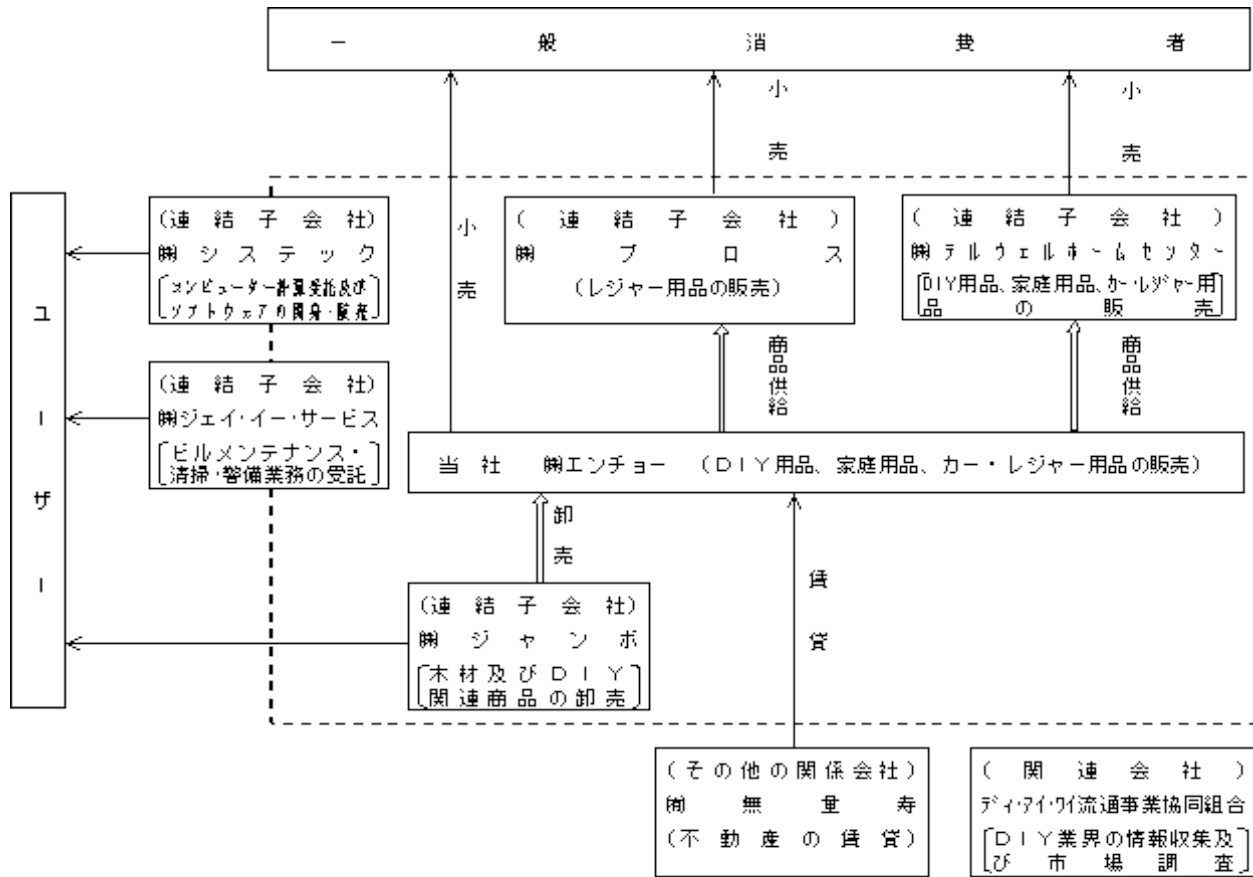 一般消費者
小売
小売
小売
ユーザー
(連結子会社)
㈱システック
コンピューター計算受託及び
ソフトウェアの開発・販売
(連結子会社)
㈱ブロス
(レジャー用品の販売)
(連結子会社)
㈱テルウェルホームセンター
DIY用品、家庭用品、カー・レジャー用
品の販売
(連結子会社)
㈱ジェイ・イー・サービス
ビルメンテナンス・
清掃・警備業務の受託
商品供給
商品供給
当社 ㈱エンチョー (DIY用品、家庭用品、カー・レジャー用品の販売)
卸売
賃貸
(連結子会社)
㈱ジャンボ
木材及びDIY
関連商品の卸売
(その他の関係会社)
㈲無量寿
(不動産の賃貸)
(関連会社)
ディ・アイ・ワイ流通事業協同組合
DIY業界の情報収集及
び市場調査